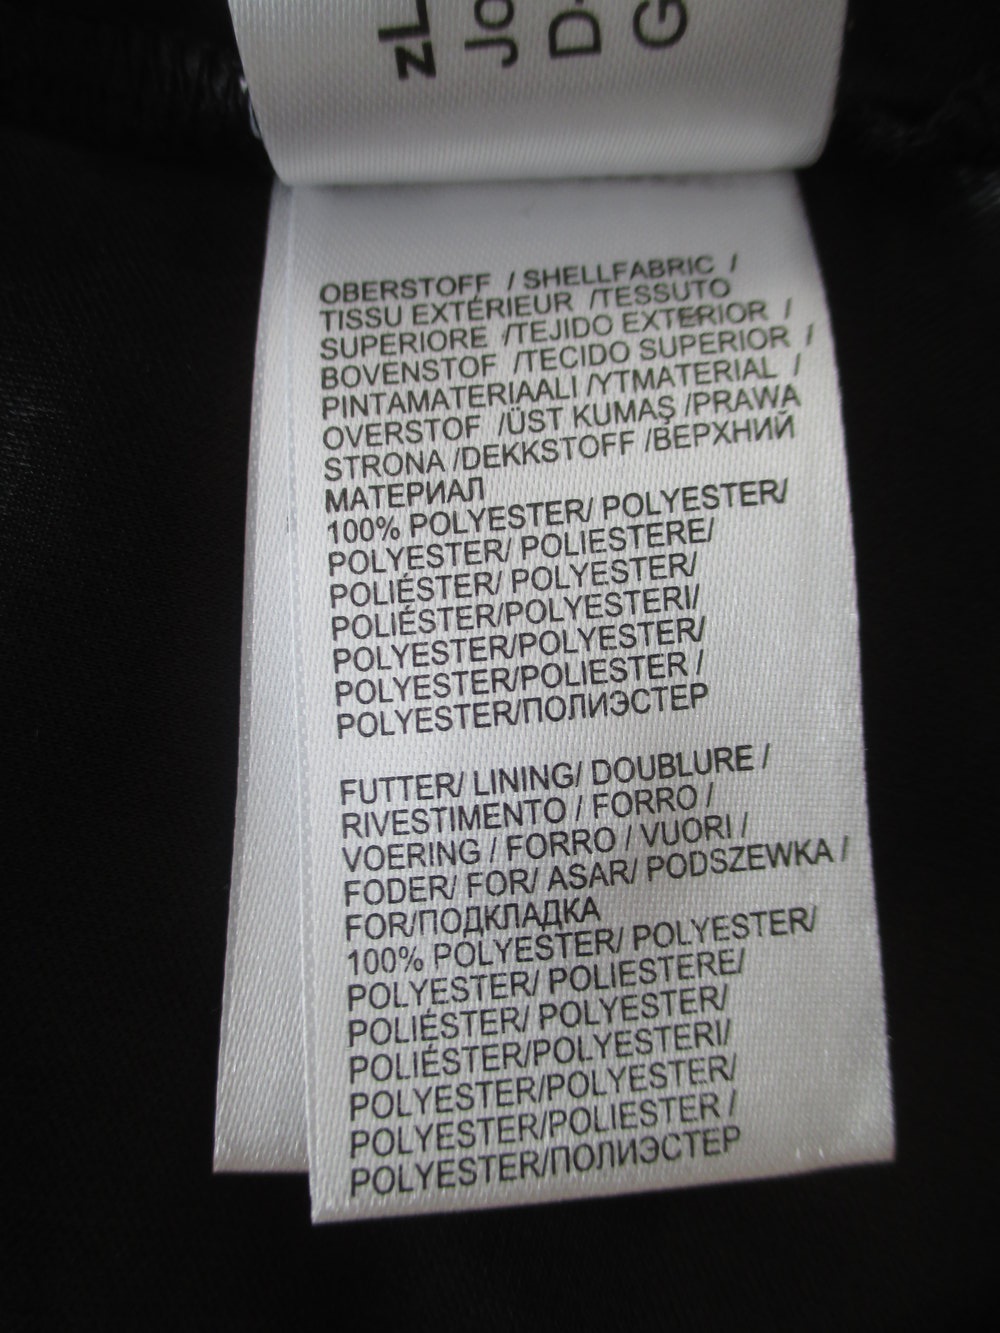 zL
Jo
D-
G
OBERSTOFF / SHELLFABRIC /
TISSU EXTÉRIEUR /TESSUTO
SUPERIORE /TEJIDO EXTERIOR /
BOVENSTOF /TECIDO SUPERIOR /
PINTAMATERIAALI /YTMATERIAL /
OVERSTOF /ÜST KUMAŞ /PRAWA
STRONA /DEKKSTOFF /ВЕРХНИЙ
МАТЕРИАЛ
100% POLYESTER/ POLYESTER/
POLYESTER/ POLIESTERE/
POLIÉSTER/ POLYESTER/
POLIÉSTER/POLYESTERI/
POLYESTER/POLYESTER/
POLYESTER/POLIESTER /
POLYESTER/ПОЛИЭСТЕР
FUTTER/ LINING/ DOUBLURE /
RIVESTIMENTO / FORRO /
VOERING / FORRO / VUORI /
FODER/ FOR/ ASAR/ PODSZEWKA /
FOR/ПОДКЛАДКА
100% POLYESTER/ POLYESTER/
POLYESTER/ POLIESTERE/
POLIÉSTER/ POLYESTER/
POLIÉSTER/POLYESTERI/
POLYESTER/POLYESTER/
POLYESTER/POLIESTER /
POLYESTER/ПОЛИЭСТЕР